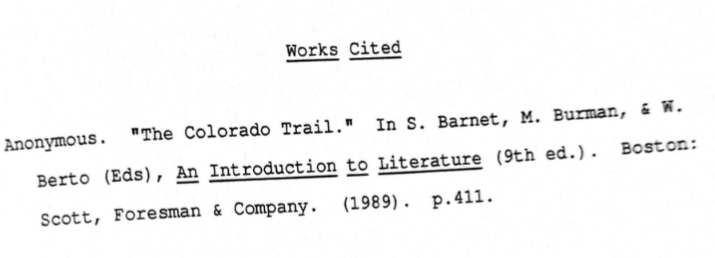 Works Cited
Anonymous. "The Colorado Trail." In S. Barnet, M. Burman, & W.
Berto (Eds), An Introduction to Literature (9th ed.). Boston:
Scott, Foresman & Company. (1989). p.411.